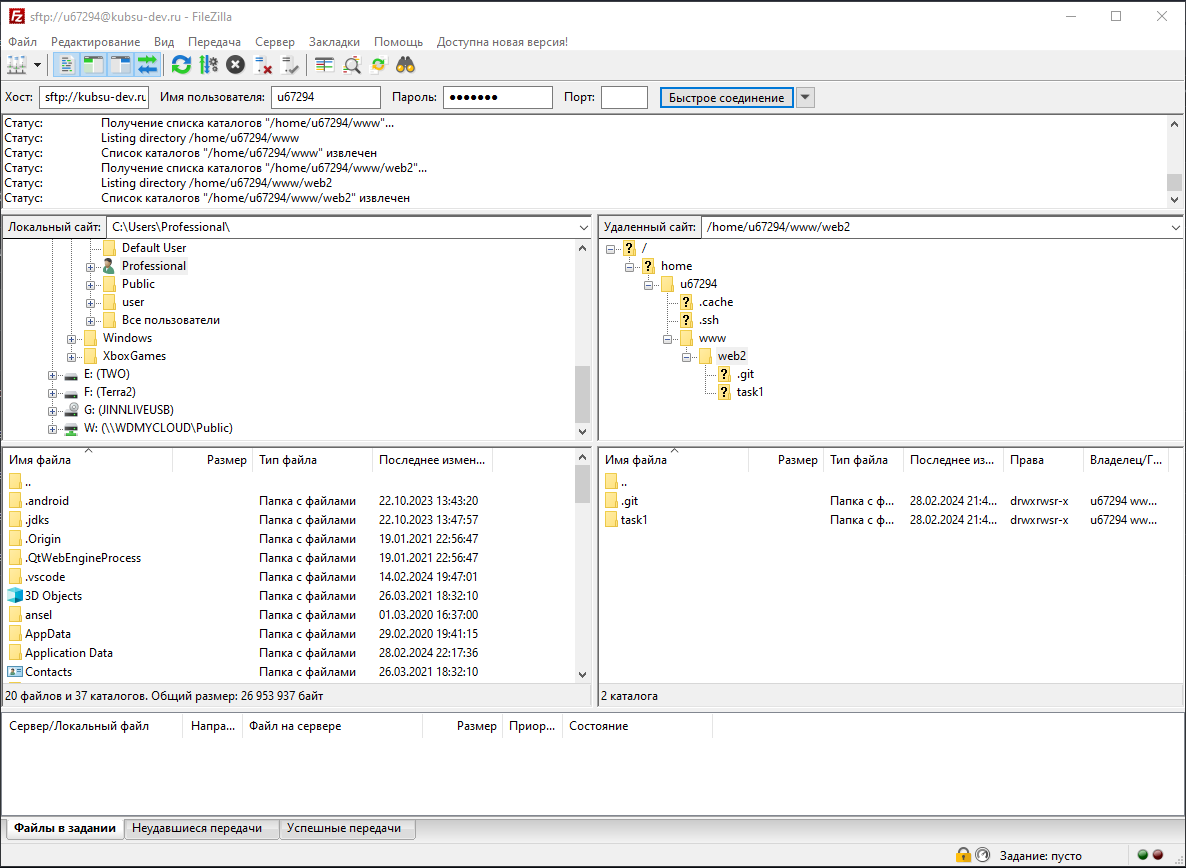 sftp://u67294@kubsu-dev.ru - FileZilla
Файл Редактирование Вид Передача Сервер Закладки Помощь Доступна новая версия!
Хост: sftp://kubsu-dev.ru Имя пользователя: u67294 Пароль: ●●●●●●● Порт: Быстрое соединение
Статус: Получение списка каталогов "/home/u67294/www"...
Статус: Listing directory /home/u67294/www
Статус: Список каталогов "/home/u67294/www" извлечен
Статус: Получение списка каталогов "/home/u67294/www/web2"...
Статус: Listing directory /home/u67294/www/web2
Статус: Список каталогов "/home/u67294/www/web2" извлечен
Локальный сайт: C:\Users\Professional\
Default User
Professional
Public
user
Все пользователи
Windows
XboxGames
E: (TWO)
F: (Terra2)
G: (JINNLIVEUSB)
W: (\\WDMYCLOUD\Public)
Удаленный сайт: /home/u67294/www/web2
/
home
u67294
.cache
.ssh
www
web2
.git
task1
Имя файла Размер Тип файла Последнее измен...
..
.android Папка с файлами 22.10.2023 13:43:20
.jdks Папка с файлами 22.10.2023 13:47:57
.Origin Папка с файлами 19.01.2021 22:56:47
.QtWebEngineProcess Папка с файлами 19.01.2021 22:56:47
.vscode Папка с файлами 14.02.2024 19:47:01
3D Objects Папка с файлами 26.03.2021 18:32:10
ansel Папка с файлами 01.03.2020 16:37:00
AppData Папка с файлами 29.02.2020 19:41:15
Application Data Папка с файлами 28.02.2024 22:17:36
Contacts Папка с файлами 26.03.2021 18:32:10
20 файлов и 37 каталогов. Общий размер: 26 953 937 байт
Имя файла Размер Тип файла Последнее из... Права Владелец/Г...
..
.git Папка с ф... 28.02.2024 21:4... drwxrwsr-x u67294 ww...
task1 Папка с ф... 28.02.2024 21:4... drwxrwsr-x u67294 ww...
2 каталога
Сервер/Локальный файл Напра... Файл на сервере Размер Приор... Состояние
Файлы в задании Неудавшиеся передачи Успешные передачи
Задание: пусто